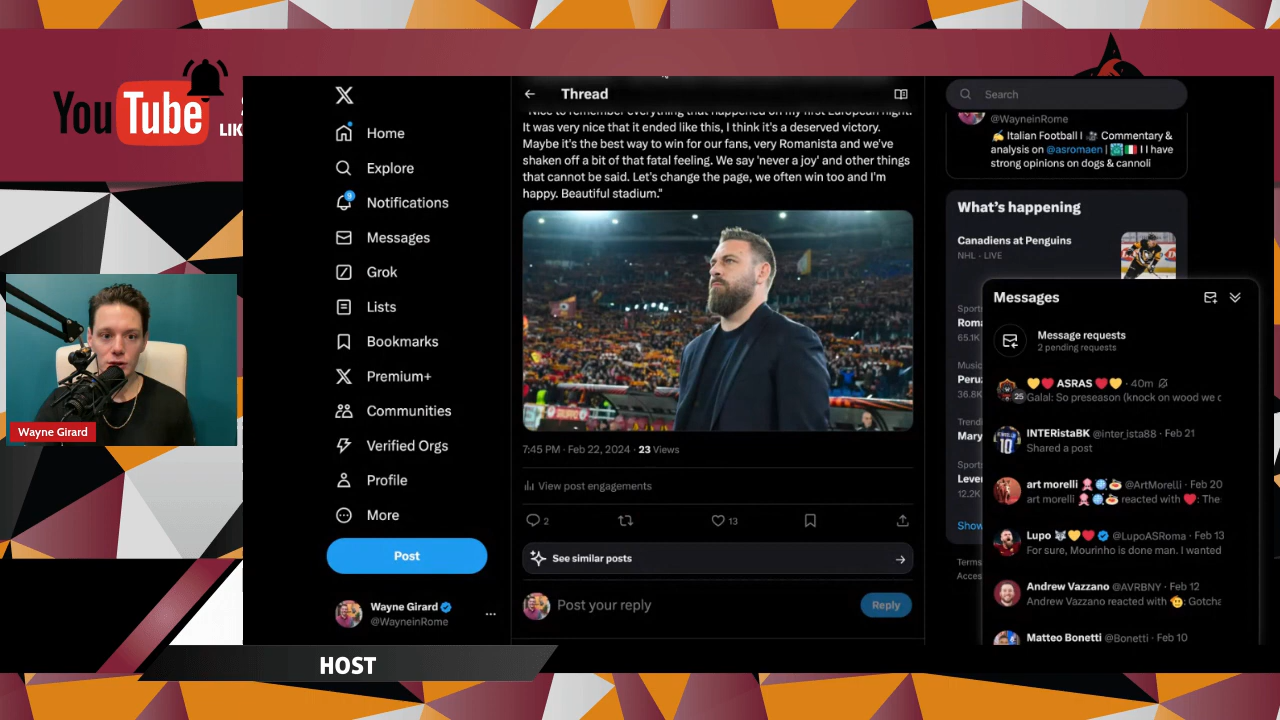 YouTube
LIK
Wayne Girard
HOST
Home
Explore
9
Notifications
Messages
Grok
Lists
Bookmarks
Premium+
Communities
Verified Orgs
Profile
More
Post
Wayne Girard
@WayneinRome
Thread
"Nice to remember everything that happened on my first European night.
It was very nice that it ended like this, I think it's a deserved victory.
Maybe it's the best way to win for our fans, very Romanista and we've
shaken off a bit of that fatal feeling. We say 'never a joy' and other things
that cannot be said. Let's change the page, we often win too and I'm
happy. Beautiful stadium."
7:45 PM · Feb 22, 2024 · 23 Views
View post engagements
2
13
See similar posts
Post your reply
Reply
Search
@WayneinRome
✍️ Italian Football | 🎥 Commentary &
analysis on @asromaen | 🇮🇹 | I have
strong opinions on dogs & cannoli
What's happening
Canadiens at Penguins
NHL · LIVE
Sports
Roma
65.1K
Music
Peru
36.8K
Trendi
Mary
Sports
Lever
12.2K
Show
Terms
Acces
Messages
Message requests
2 pending requests
💛❤️ ASRAS ❤️💛 · 40m
25
Galal: So preseason (knock on wood we c
INTERistaBK @inter_ista88 · Feb 21
Shared a post
10
art morelli @ArtMorelli · Feb 20
art morelli reacted with ❤️: The
Lupo 🐺💛❤️ @LupoASRoma · Feb 13
For sure, Mourinho is done man. I wanted
Andrew Vazzano @AVRBNY · Feb 12
Andrew Vazzano reacted with 🫡: Gotcha
Matteo Bonetti @Bonetti · Feb 10